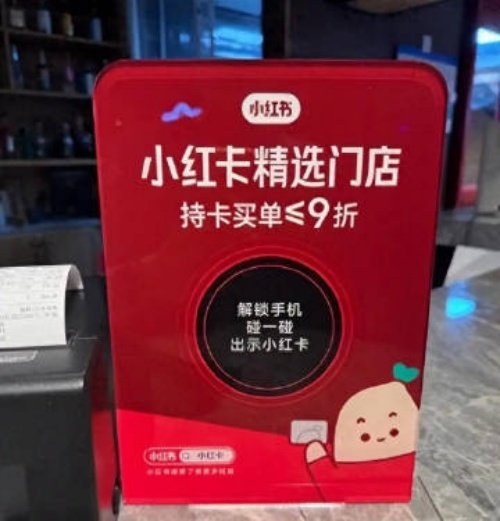 小红书
小红卡精选门店
持卡买单≤9折
解锁手机
碰一碰
出示小红卡
小红书 小红卡